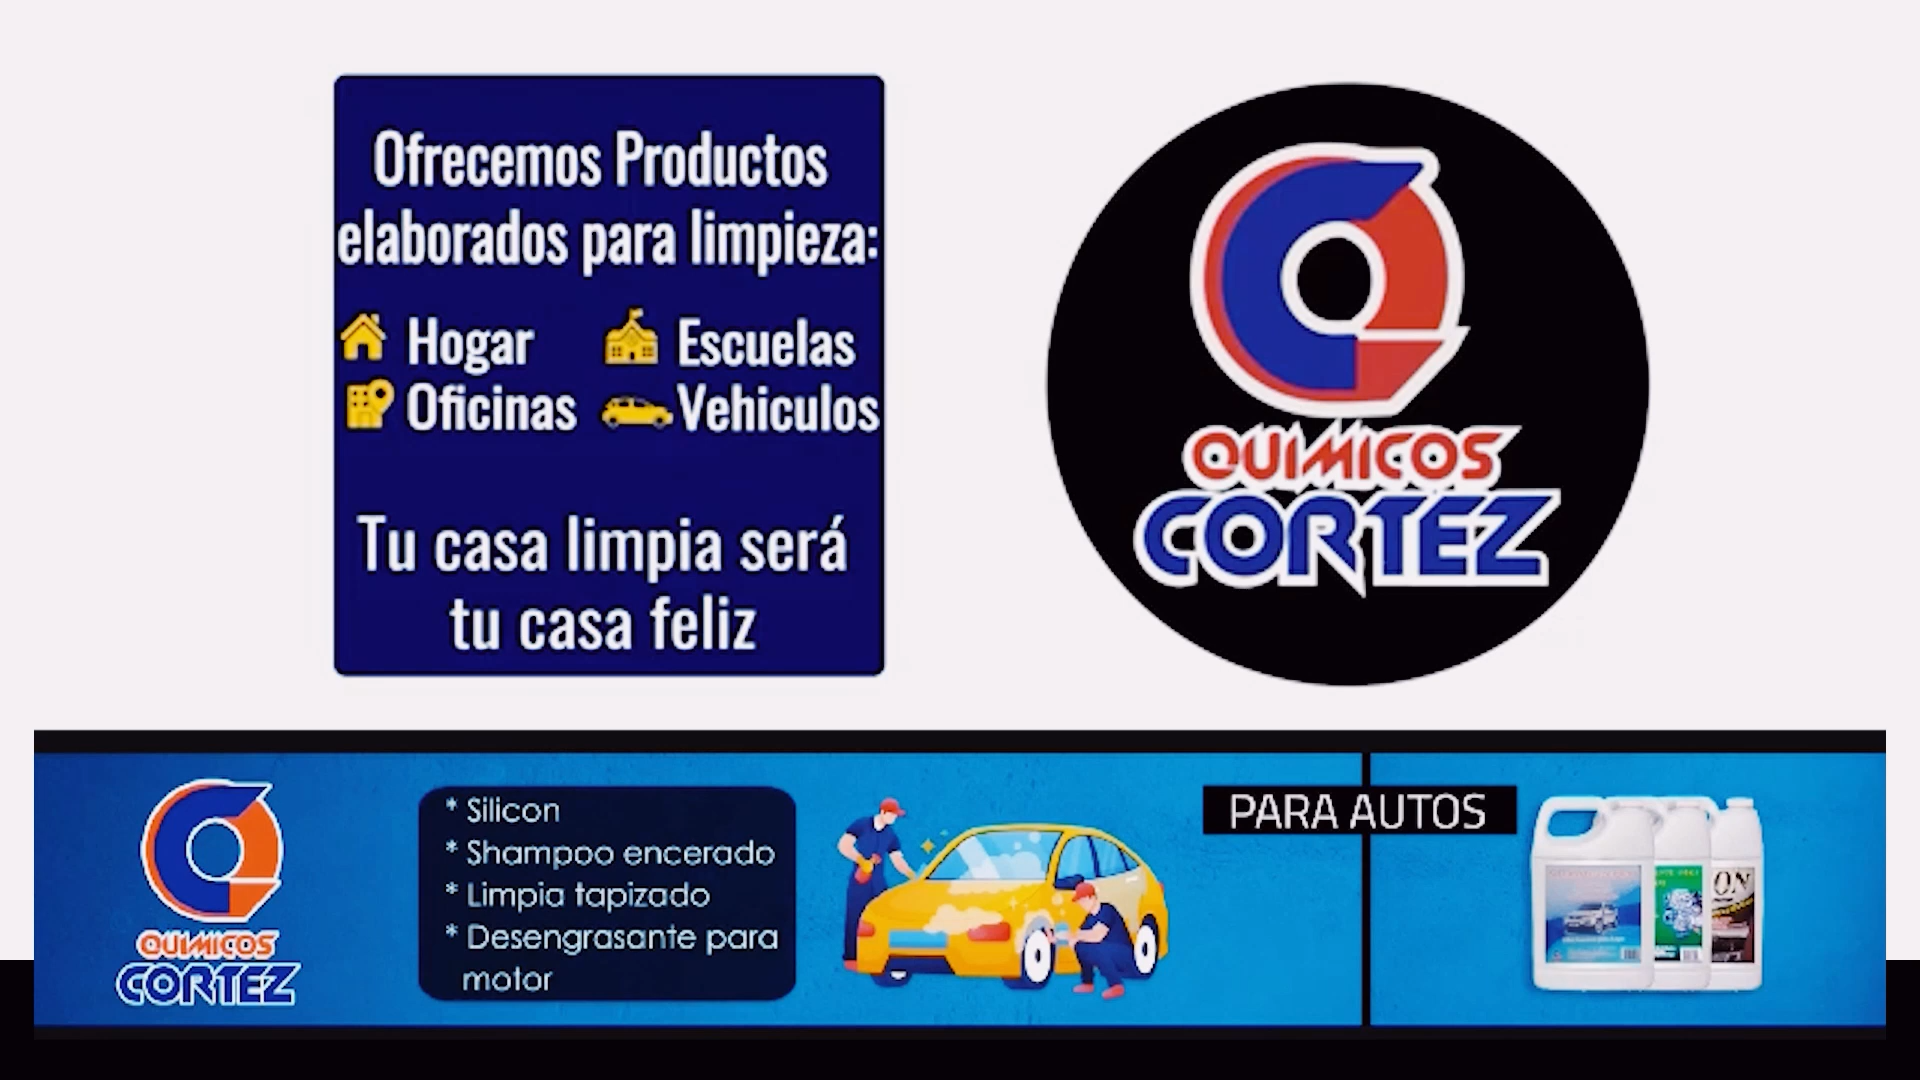 Ofrecemos Productos
elaborados para limpieza:
Hogar
Escuelas
Oficinas
Vehiculos
Tu casa limpia será
tu casa feliz
QUIMICOS
CORTEZ
QUIMICOS
CORTEZ
* Silicon
* Shampoo encerado
* Limpia tapizado
* Desengrasante para
motor
PARA AUTOS